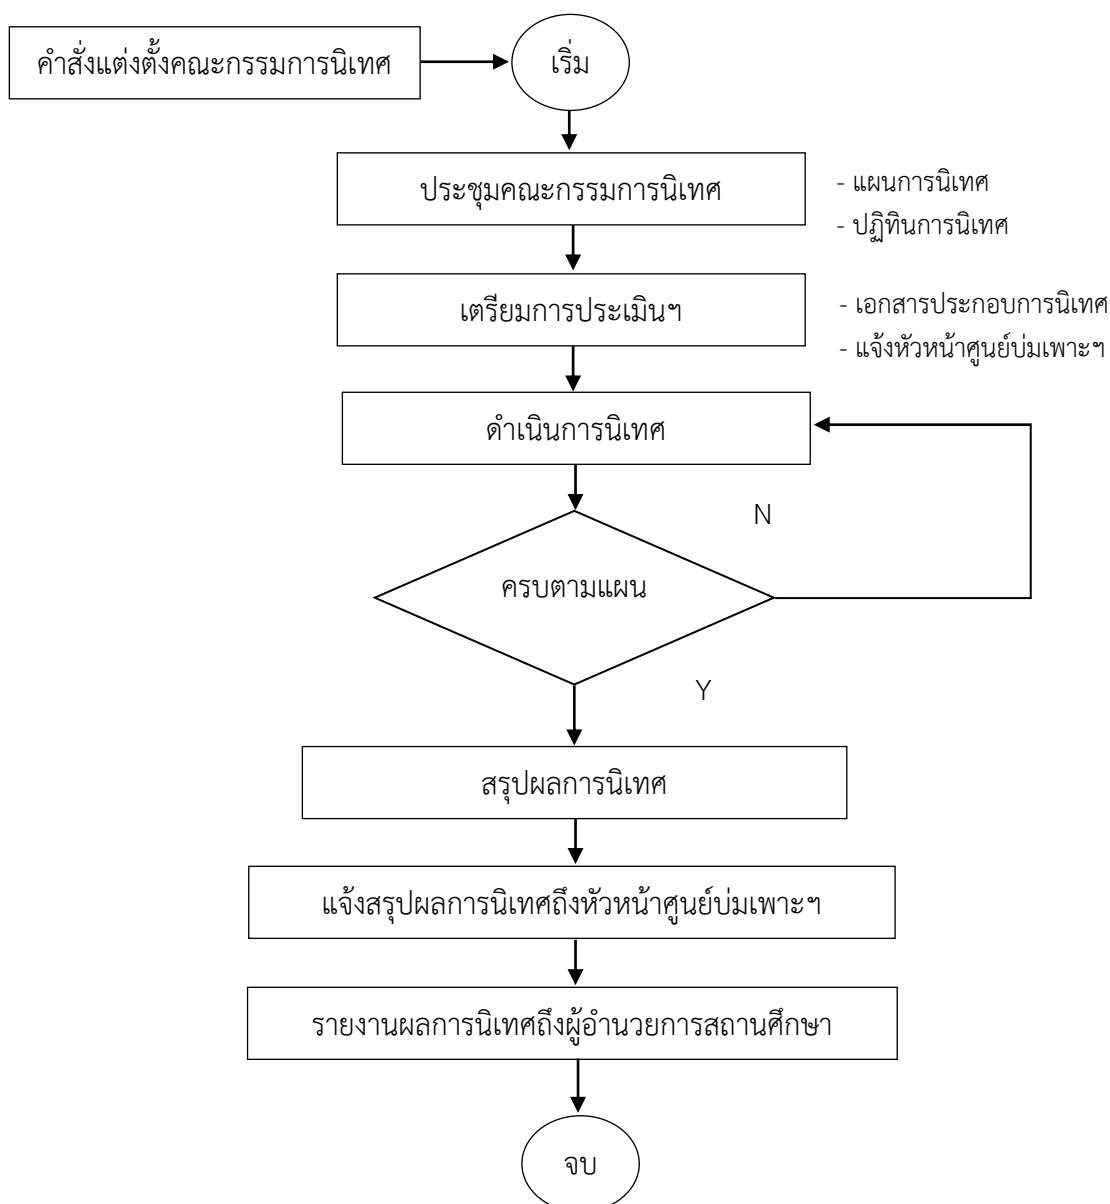 คำสั่งแต่งตั้งคณะกรรมการนิเทศ
เริ่ม
ประชุมคณะกรรมการนิเทศ
- แผนการนิเทศ
- ปฏิทินการนิเทศ
เตรียมการประเมินฯ
- เอกสารประกอบการนิเทศ
- แจ้งหัวหน้าศูนย์บ่มเพาะฯ
ดำเนินการนิเทศ
N
ครบตามแผน
Y
สรุปผลการนิเทศ
แจ้งสรุปผลการนิเทศถึงหัวหน้าศูนย์บ่มเพาะฯ
รายงานผลการนิเทศถึงผู้อำนวยการสถานศึกษา
จบ